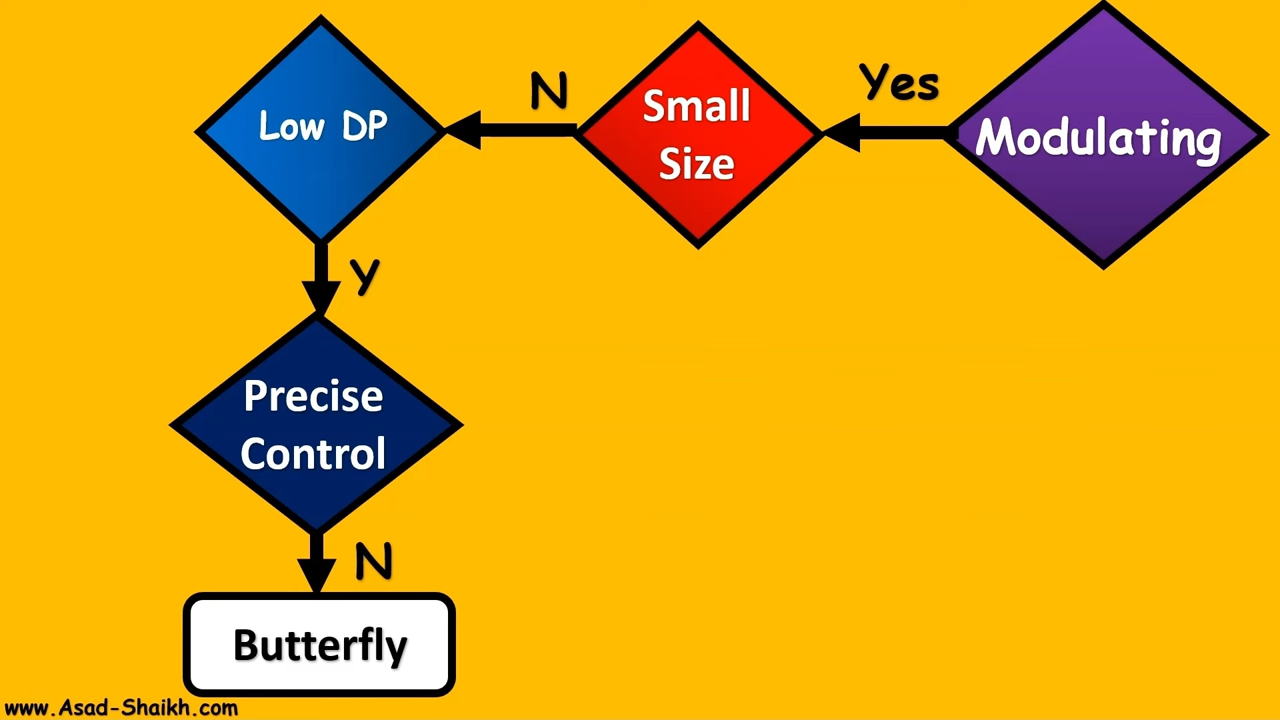 Modulating
Yes
Small
Size
N
Low DP
Y
Precise
Control
N
Butterfly
www.Asad-Shaikh.com